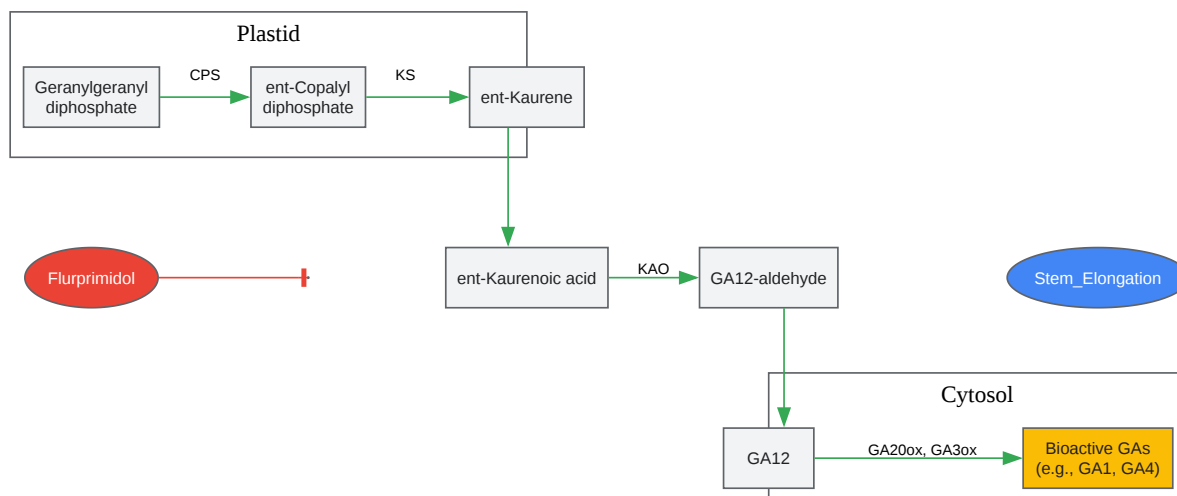 Plastid
CPS
KS
Geranylgeranyl
diphosphate
ent-Copalyl
diphosphate
ent-Kaurene
Flurprimidol
ent-Kaurenoic acid
KAO
GA12-aldehyde
Stem_Elongation
Cytosol
GA12
GA20ox, GA3ox
Bioactive GAs
(e.g., GA1, GA4)